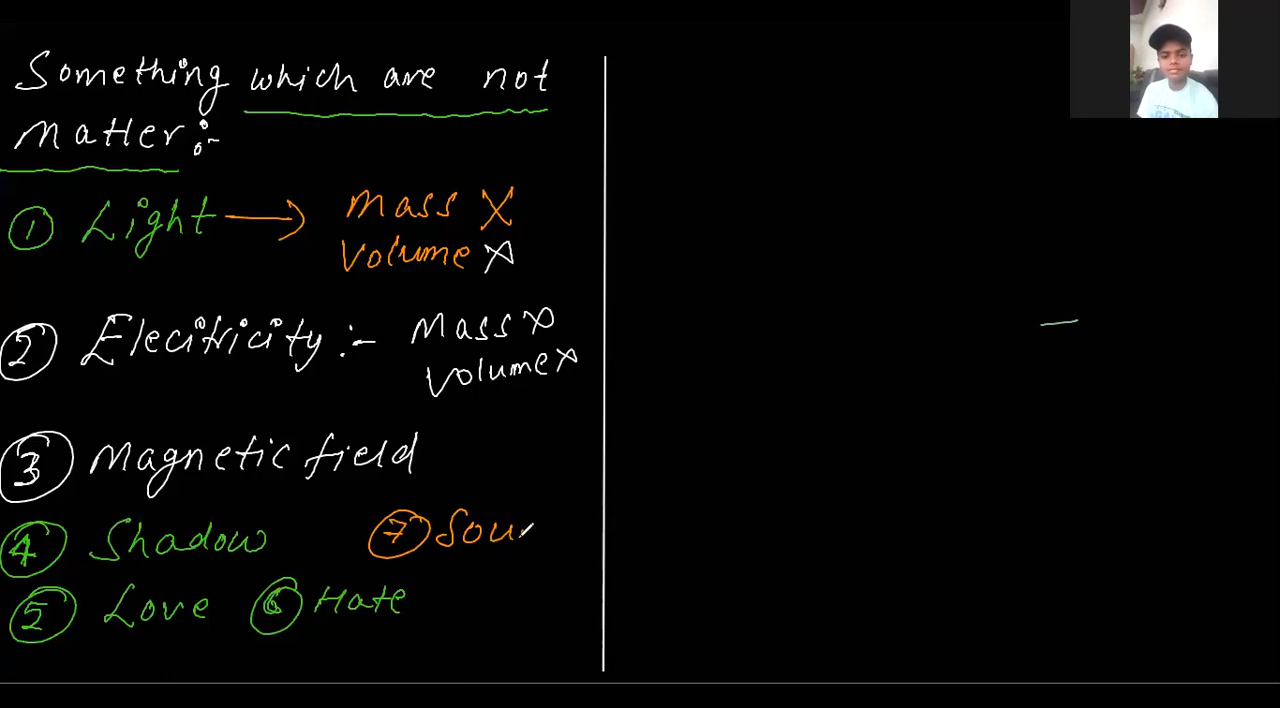 Something which are not
Matter :-
① Light → Mass X
Volume X
② Electricity :- Mass X
Volume X
③ Magnetic field
④ Shadow ⑦ Sou
⑤ Love ⑥ Hate